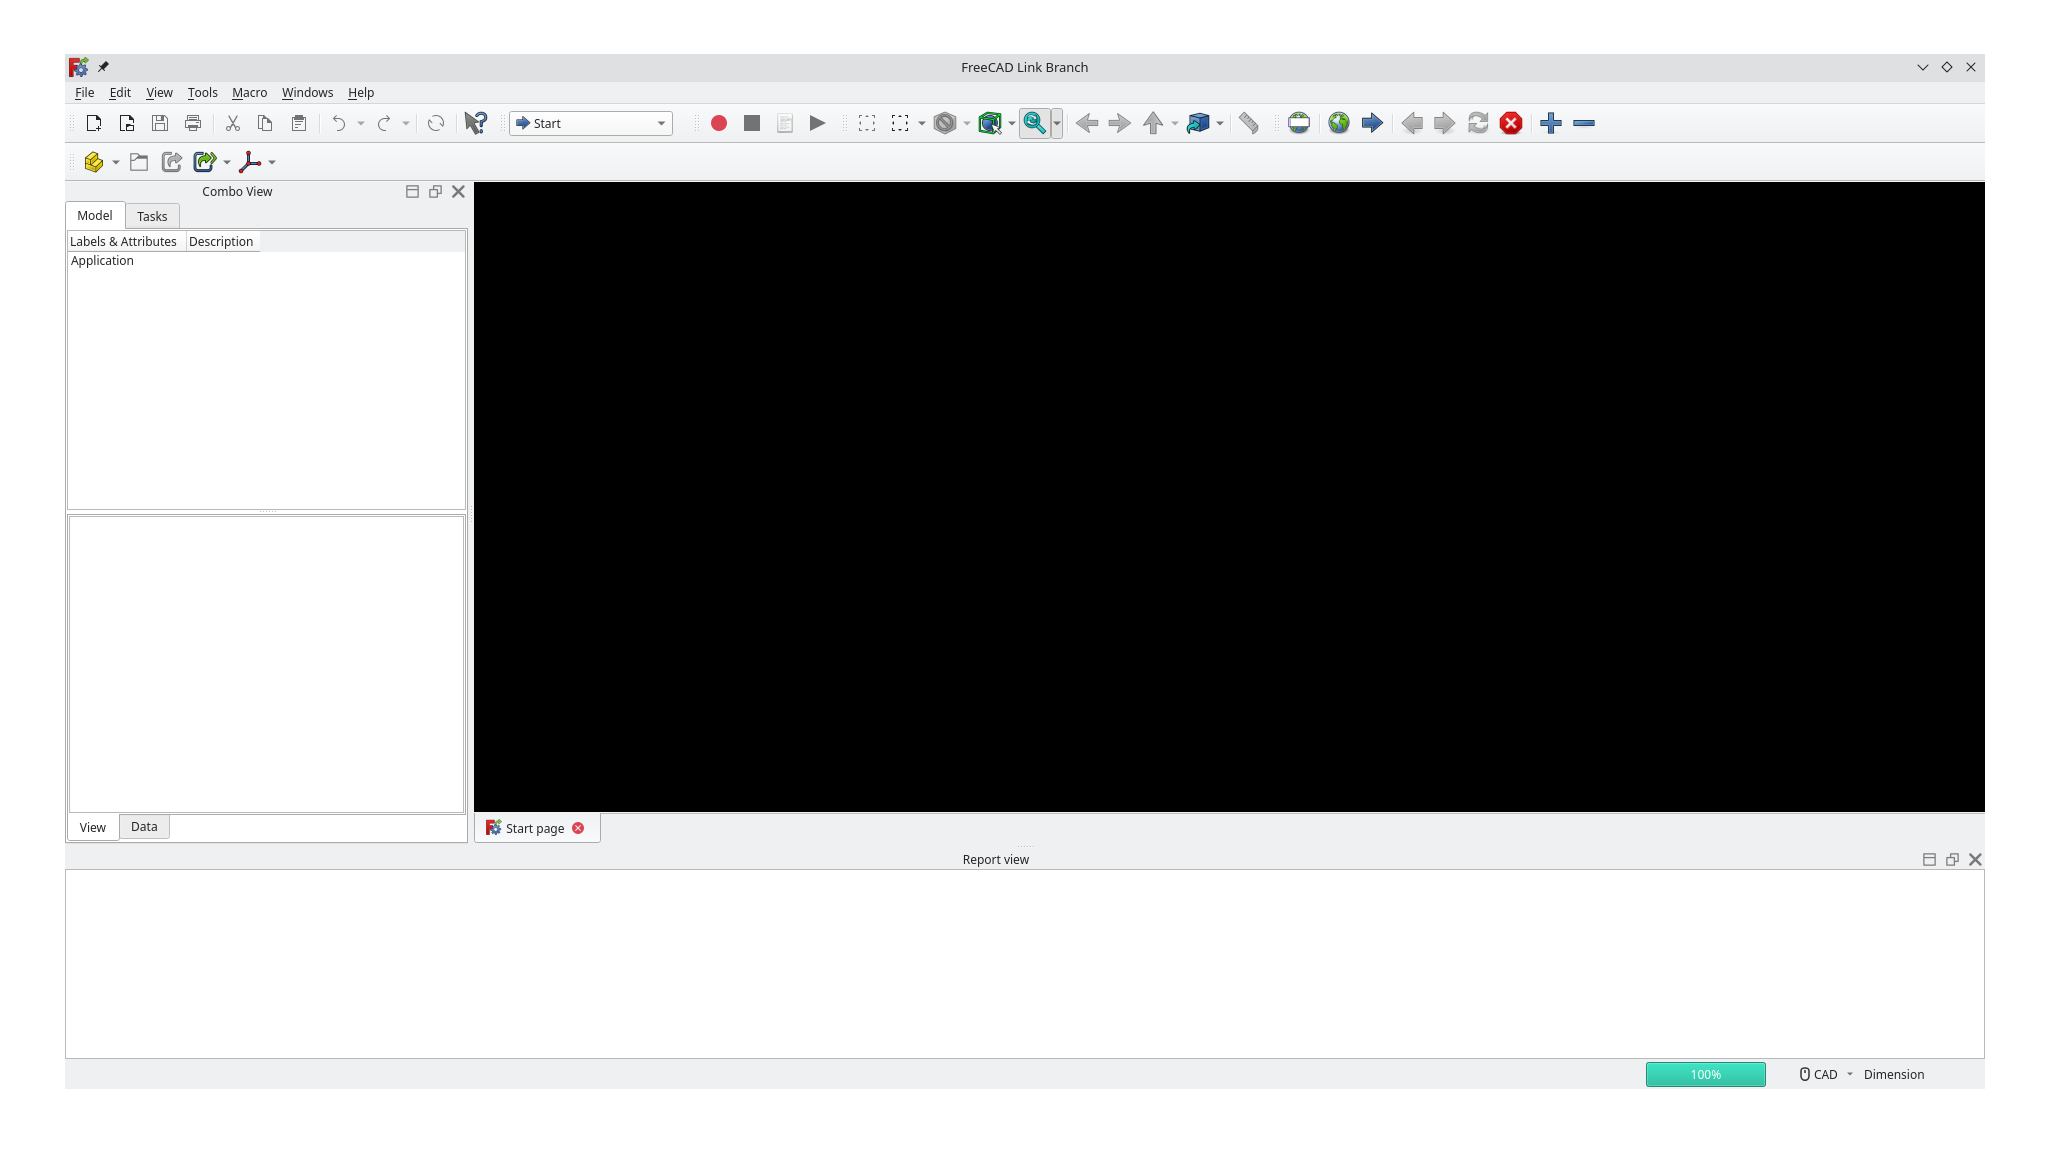 FreeCAD Link Branch
File Edit View Tools Macro Windows Help
Start
Combo View
Model Tasks
Labels & Attributes Description
Application
View Data
Start page
Report view
100% CAD Dimension